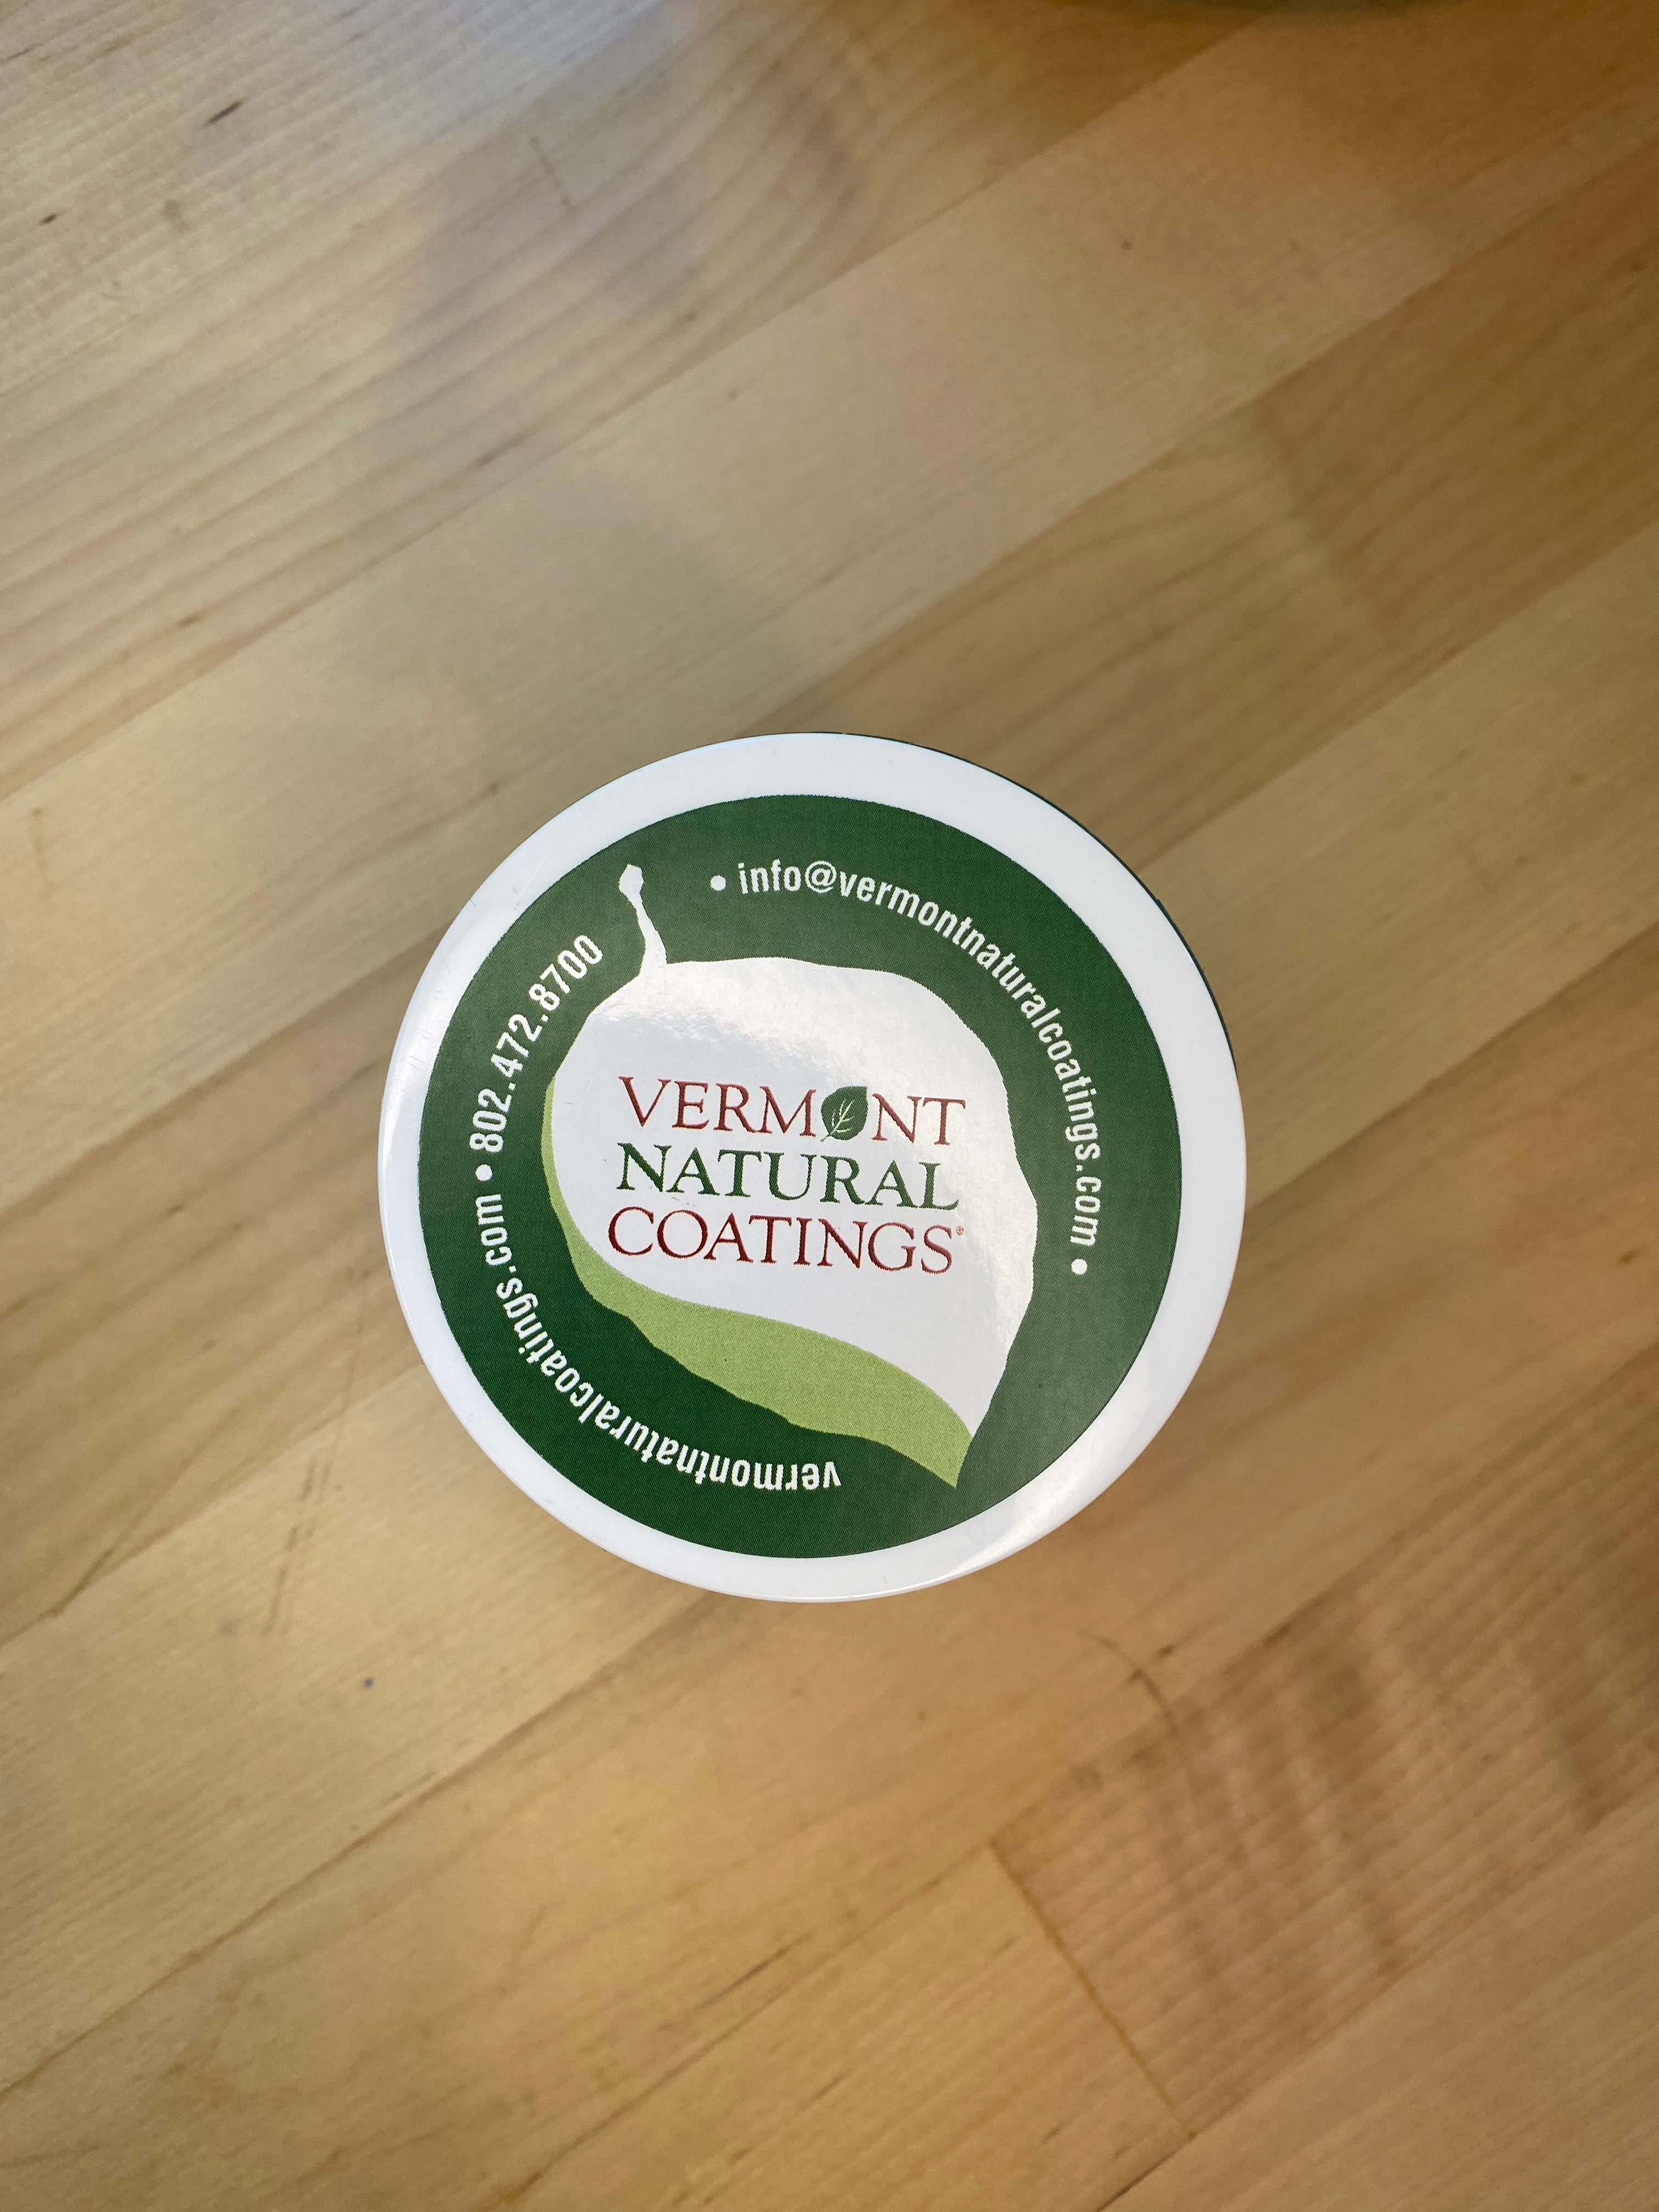 VERMONT
NATURAL
COATINGS®
• info@vermontnaturalcoatings.com •
vermontnaturalcoatings.com • 802.472.8700